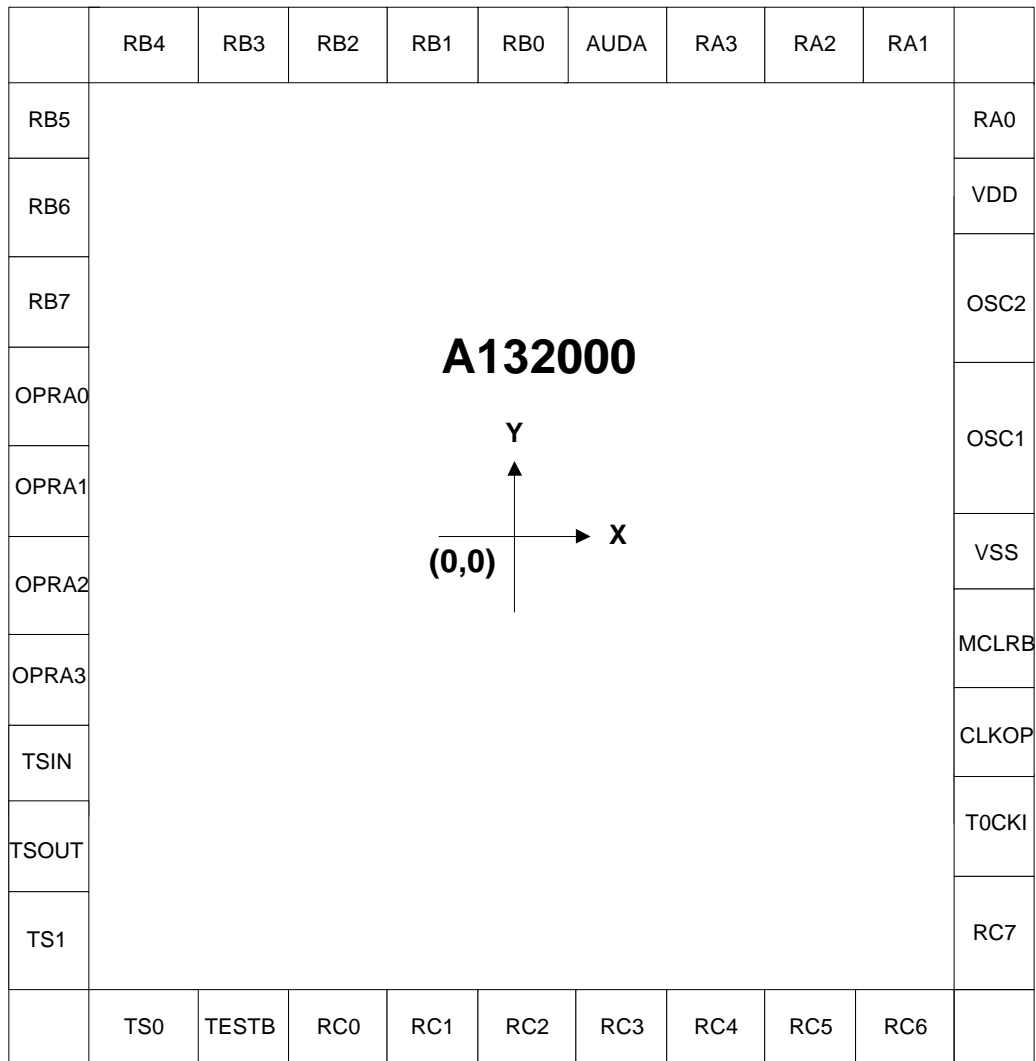 RB4 RB3 RB2 RB1 RB0 AUDA RA3 RA2 RA1
RB5
RB6
RB7
OPRA0
OPRA1
OPRA2
OPRA3
TSIN
TSOUT
TS1
A132000
Y
X
(0,0)
RA0
VDD
OSC2
OSC1
VSS
MCLRB
CLKOP
T0CKI
RC7
TS0 TESTB RC0 RC1 RC2 RC3 RC4 RC5 RC6